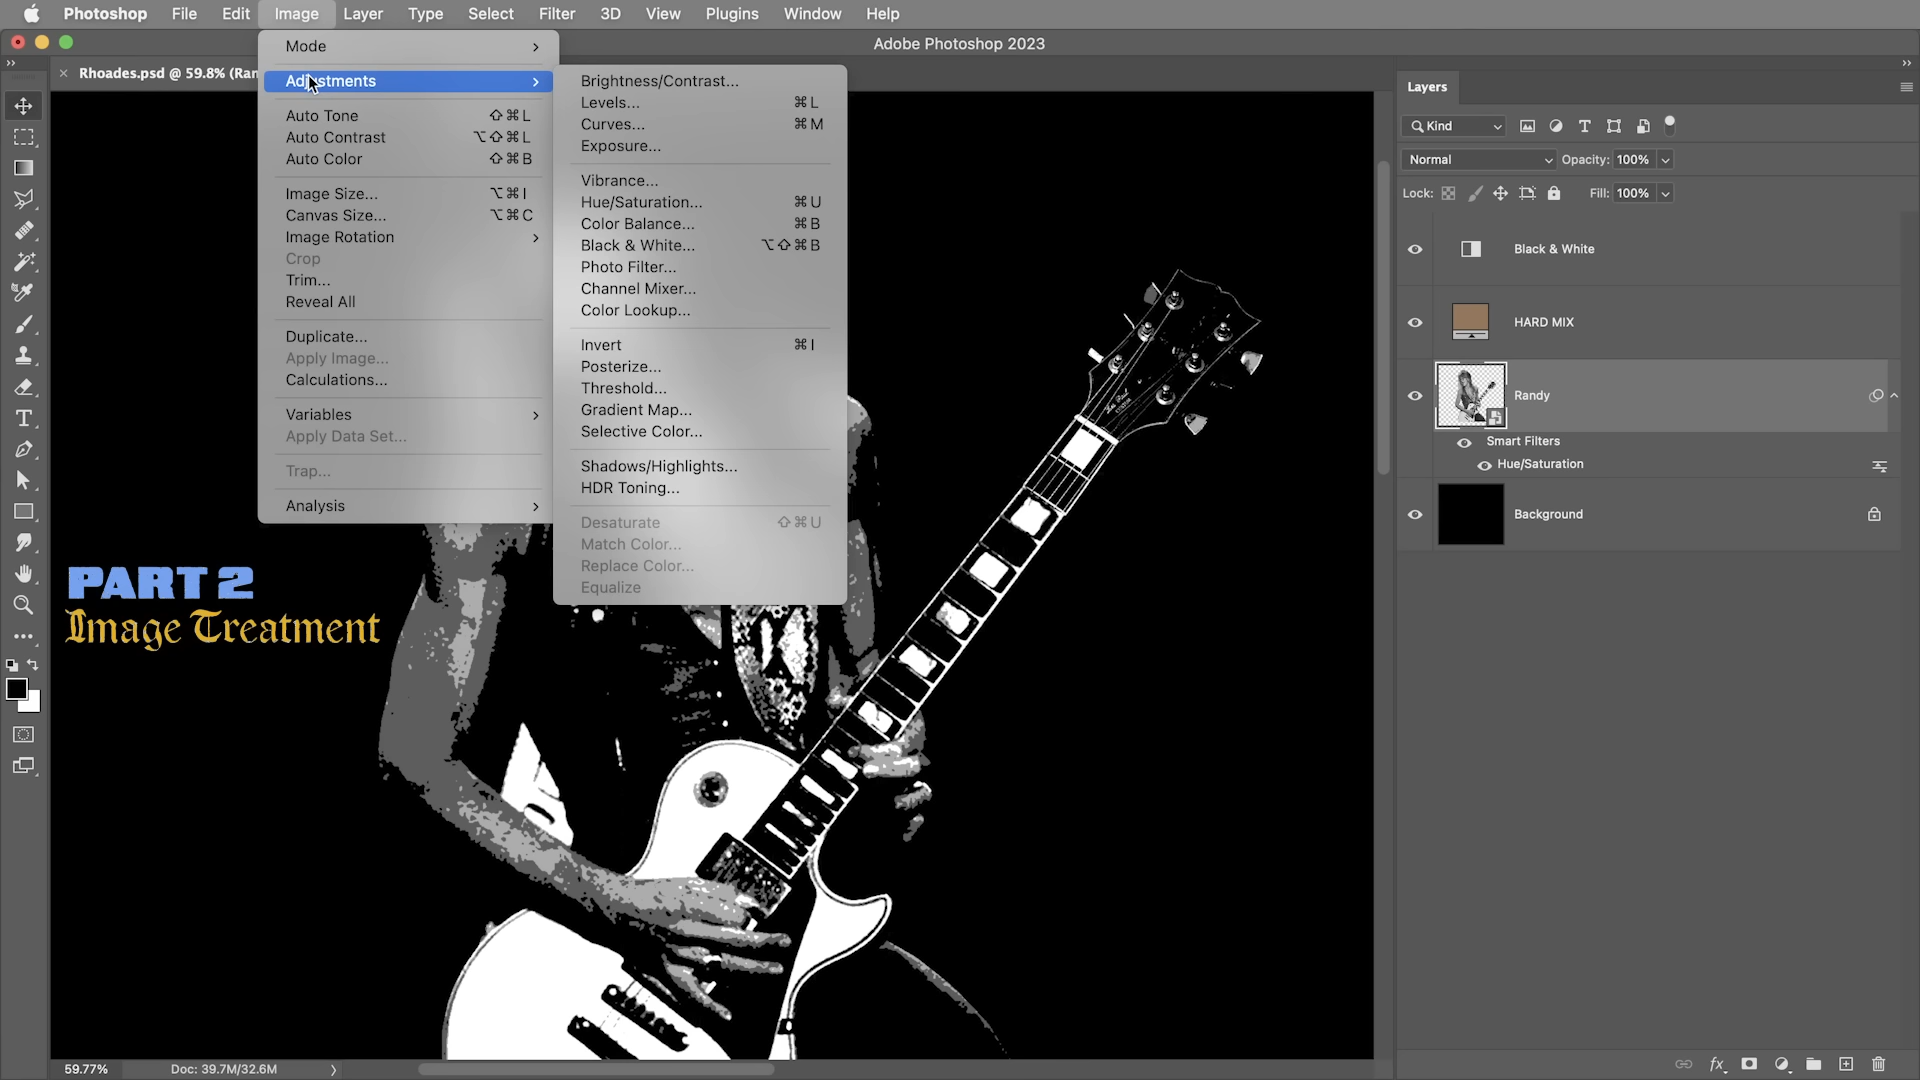 Photoshop File Edit Image Layer Type Select Filter 3D View Plugins Window Help
Adobe Photoshop 2023
Rhoades.psd @ 59.8% (Ran
Mode
Adjustments
Auto Tone ⇧⌘L
Auto Contrast ⌥⇧⌘L
Auto Color ⇧⌘B
Image Size... ⌥⌘I
Canvas Size... ⌥⌘C
Image Rotation
Crop
Trim...
Reveal All
Duplicate...
Apply Image...
Calculations...
Variables
Apply Data Set...
Trap...
Analysis
Brightness/Contrast...
Levels... ⌘L
Curves... ⌘M
Exposure...
Vibrance...
Hue/Saturation... ⌘U
Color Balance... ⌘B
Black & White... ⌥⇧⌘B
Photo Filter...
Channel Mixer...
Color Lookup...
Invert ⌘I
Posterize...
Threshold...
Gradient Map...
Selective Color...
Shadows/Highlights...
HDR Toning...
Desaturate ⇧⌘U
Match Color...
Replace Color...
Equalize
PART 2
Image Treatment
Layers
Kind
Normal Opacity: 100%
Lock: Fill: 100%
Black & White
HARD MIX
Randy
Smart Filters
Hue/Saturation
Background
59.77% Doc: 39.7M/32.6M